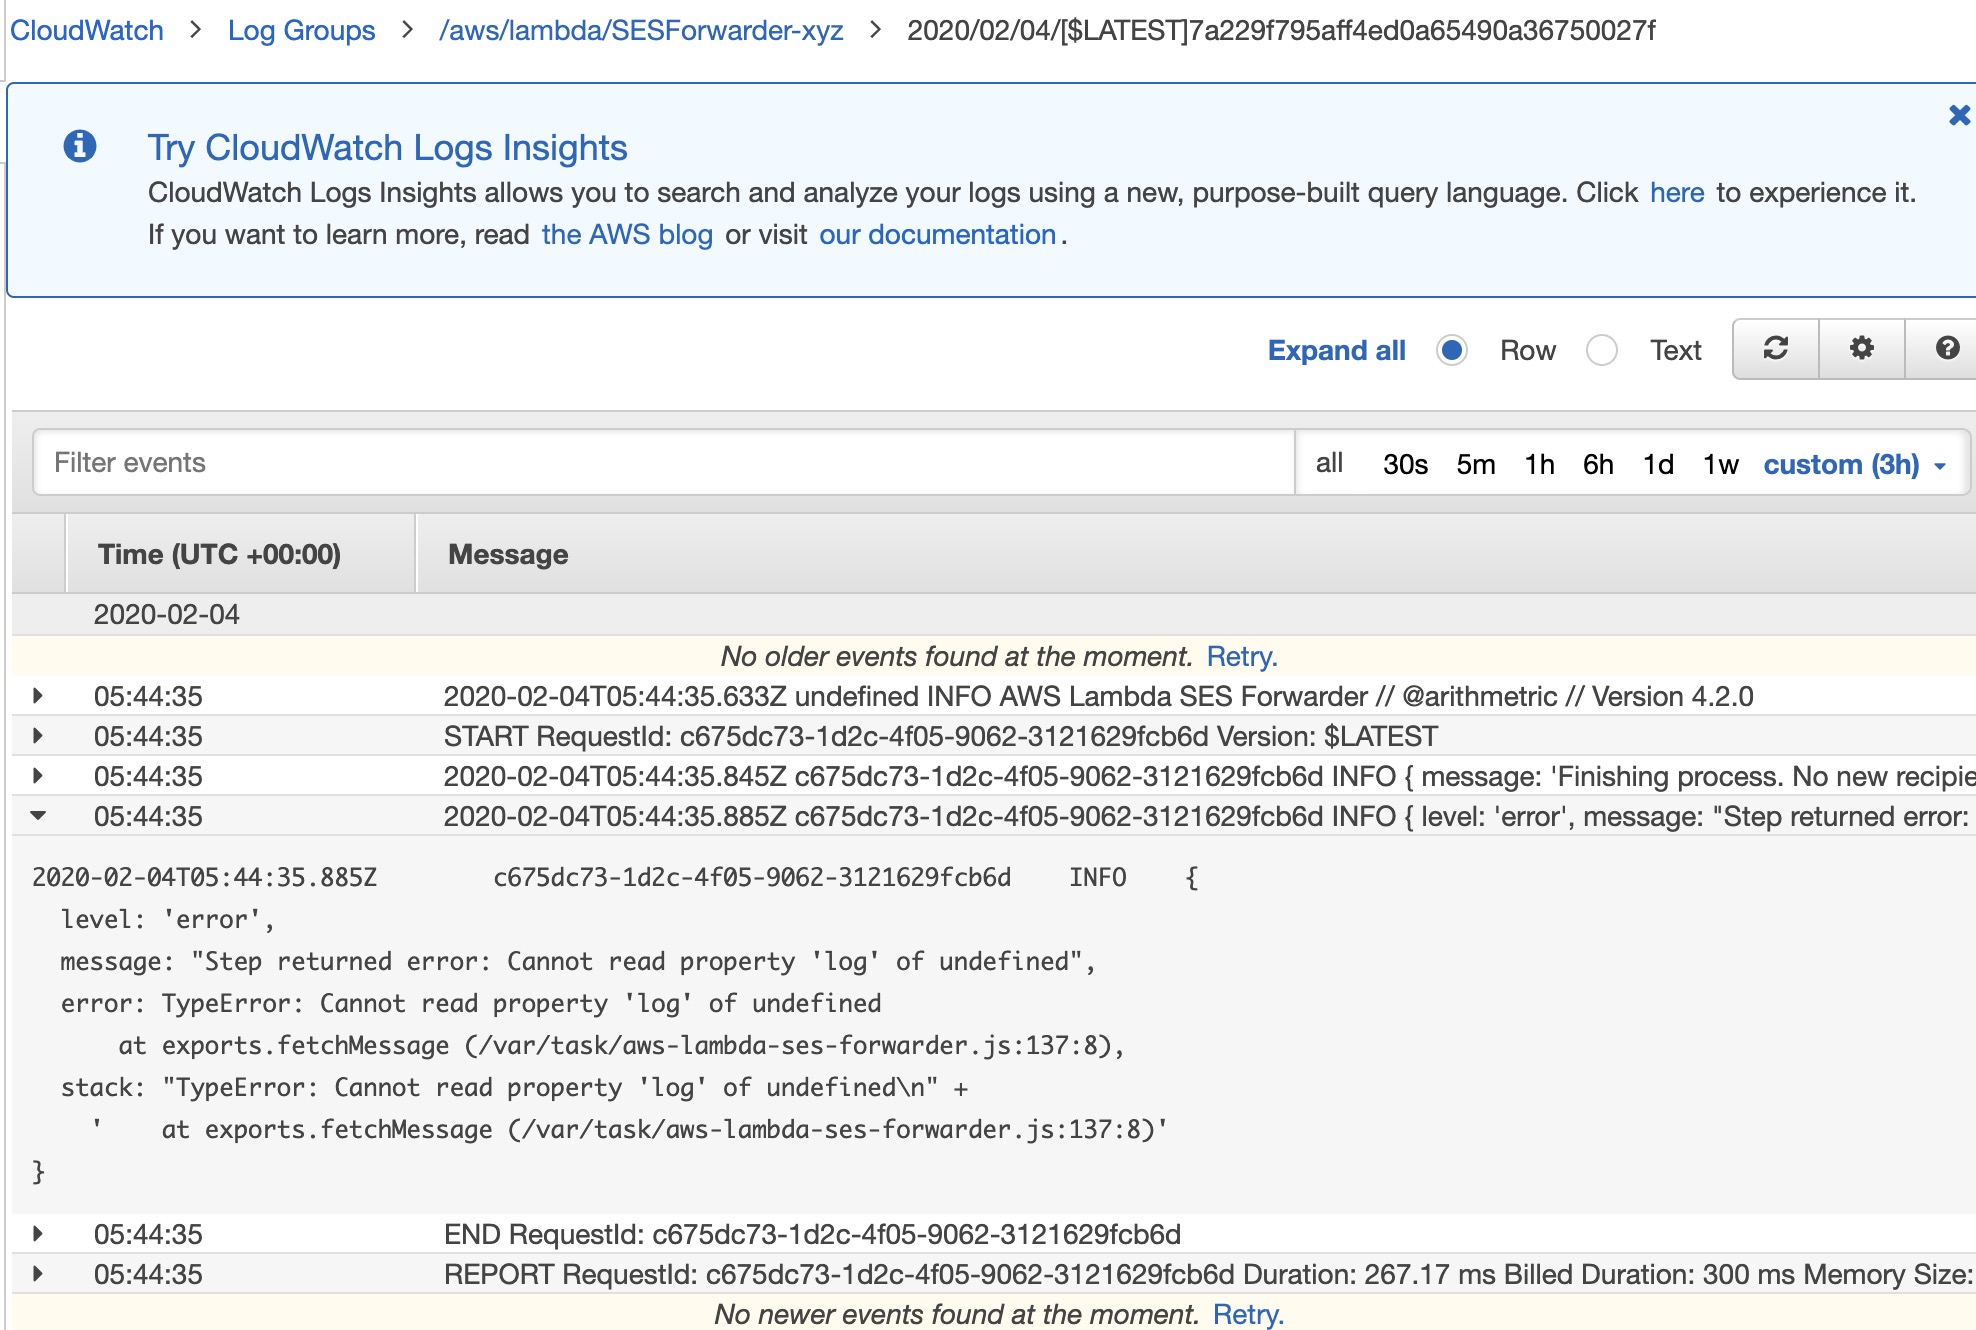 CloudWatch > Log Groups > /aws/lambda/SESForwarder-xyz > 2020/02/04/[$LATEST]7a229f795aff4ed0a65490a36750027f
Try CloudWatch Logs Insights
CloudWatch Logs Insights allows you to search and analyze your logs using a new, purpose-built query language. Click here to experience it.
If you want to learn more, read the AWS blog or visit our documentation.
Expand all Row Text
Filter events all 30s 5m 1h 6h 1d 1w custom (3h)
Time (UTC +00:00) Message
2020-02-04
No older events found at the moment. Retry.
05:44:35 2020-02-04T05:44:35.633Z undefined INFO AWS Lambda SES Forwarder // @arithmetric // Version 4.2.0
05:44:35 START RequestId: c675dc73-1d2c-4f05-9062-3121629fcb6d Version: $LATEST
05:44:35 2020-02-04T05:44:35.845Z c675dc73-1d2c-4f05-9062-3121629fcb6d INFO { message: 'Finishing process. No new recipie
05:44:35 2020-02-04T05:44:35.885Z c675dc73-1d2c-4f05-9062-3121629fcb6d INFO { level: 'error', message: "Step returned error:
2020-02-04T05:44:35.885Z c675dc73-1d2c-4f05-9062-3121629fcb6d INFO {
level: 'error',
message: "Step returned error: Cannot read property 'log' of undefined",
error: TypeError: Cannot read property 'log' of undefined
at exports.fetchMessage (/var/task/aws-lambda-ses-forwarder.js:137:8),
stack: "TypeError: Cannot read property 'log' of undefined\n" +
' at exports.fetchMessage (/var/task/aws-lambda-ses-forwarder.js:137:8)'
}
05:44:35 END RequestId: c675dc73-1d2c-4f05-9062-3121629fcb6d
05:44:35 REPORT RequestId: c675dc73-1d2c-4f05-9062-3121629fcb6d Duration: 267.17 ms Billed Duration: 300 ms Memory Size:
No newer events found at the moment. Retry.